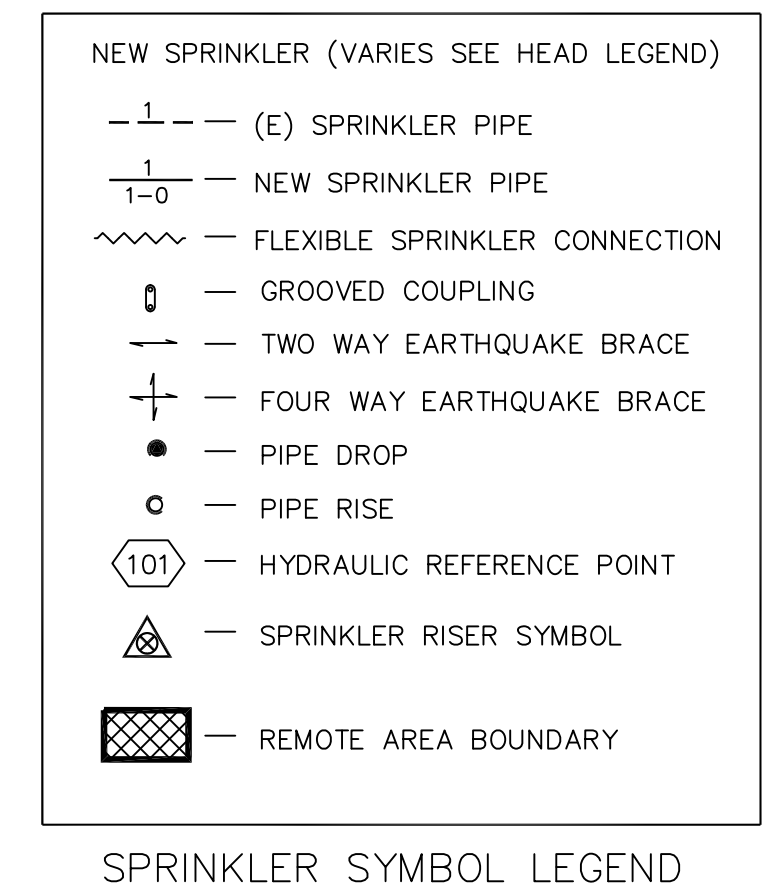 NEW SPRINKLER (VARIES SEE HEAD LEGEND)
1 — (E) SPRINKLER PIPE
1
1-0 — NEW SPRINKLER PIPE
— FLEXIBLE SPRINKLER CONNECTION
— GROOVED COUPLING
— TWO WAY EARTHQUAKE BRACE
— FOUR WAY EARTHQUAKE BRACE
— PIPE DROP
— PIPE RISE
101 — HYDRAULIC REFERENCE POINT
— SPRINKLER RISER SYMBOL
— REMOTE AREA BOUNDARY
SPRINKLER SYMBOL LEGEND